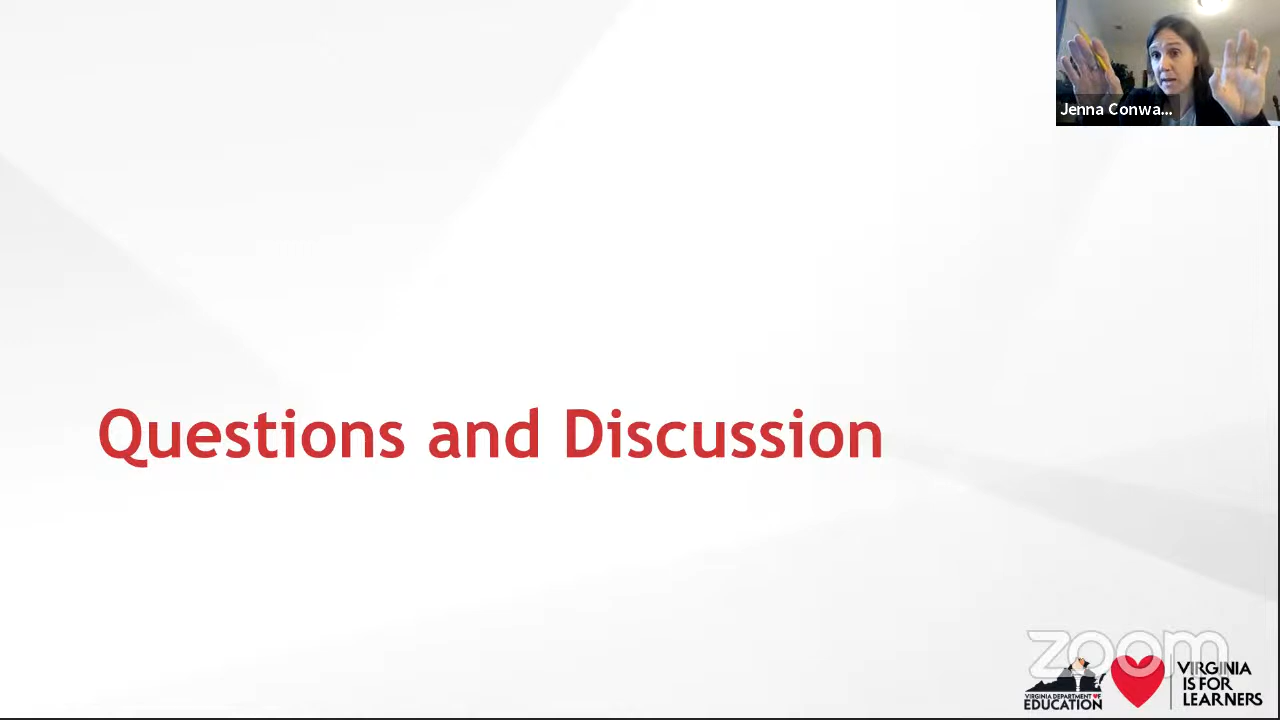 Jenna Conwa...
Questions and Discussion
zoom
VIRGINIA DEPARTMENT OF
EDUCATION
VIRGINIA
IS FOR
LEARNERS